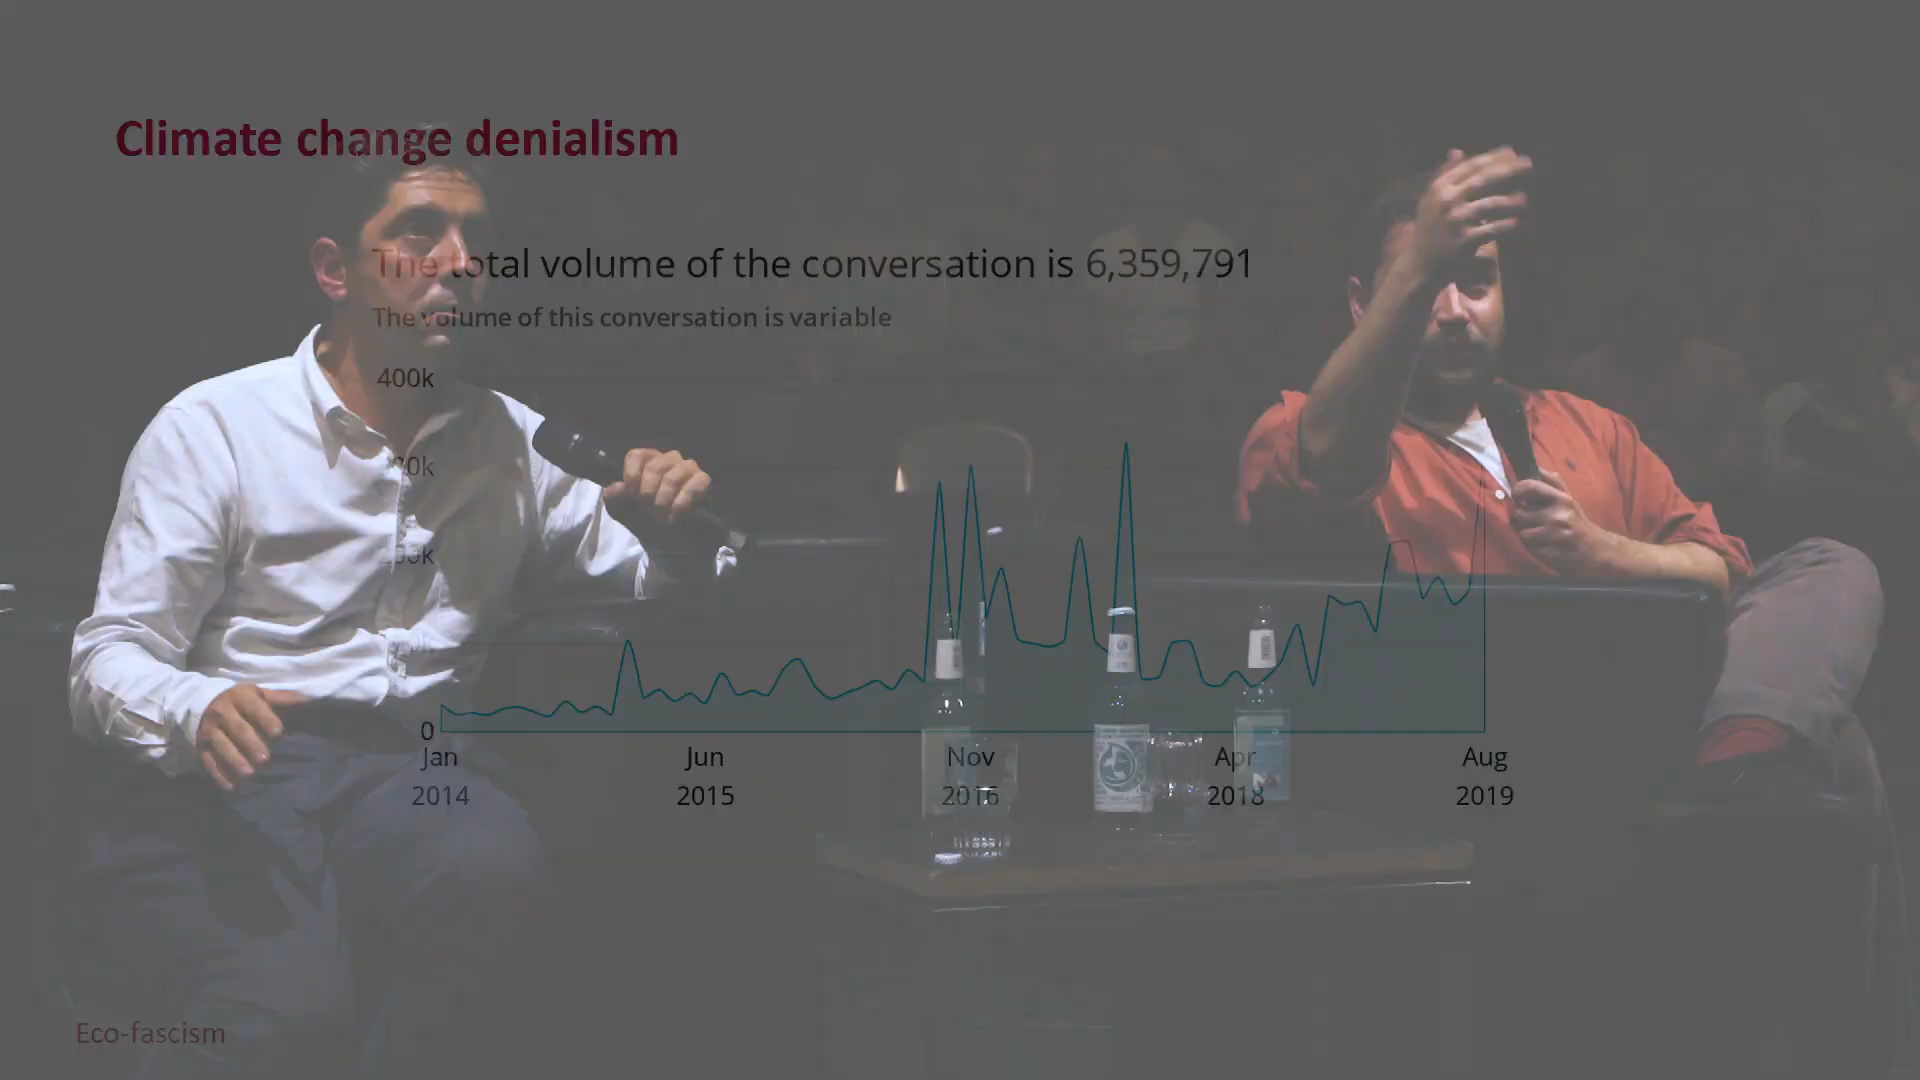 Climate change denialism
The total volume of the conversation is 6,359,791
The volume of this conversation is variable
400k
0
Jan
Jun
Nov
Apr
Aug
2014
2015
2016
2018
2019
Eco-fascism